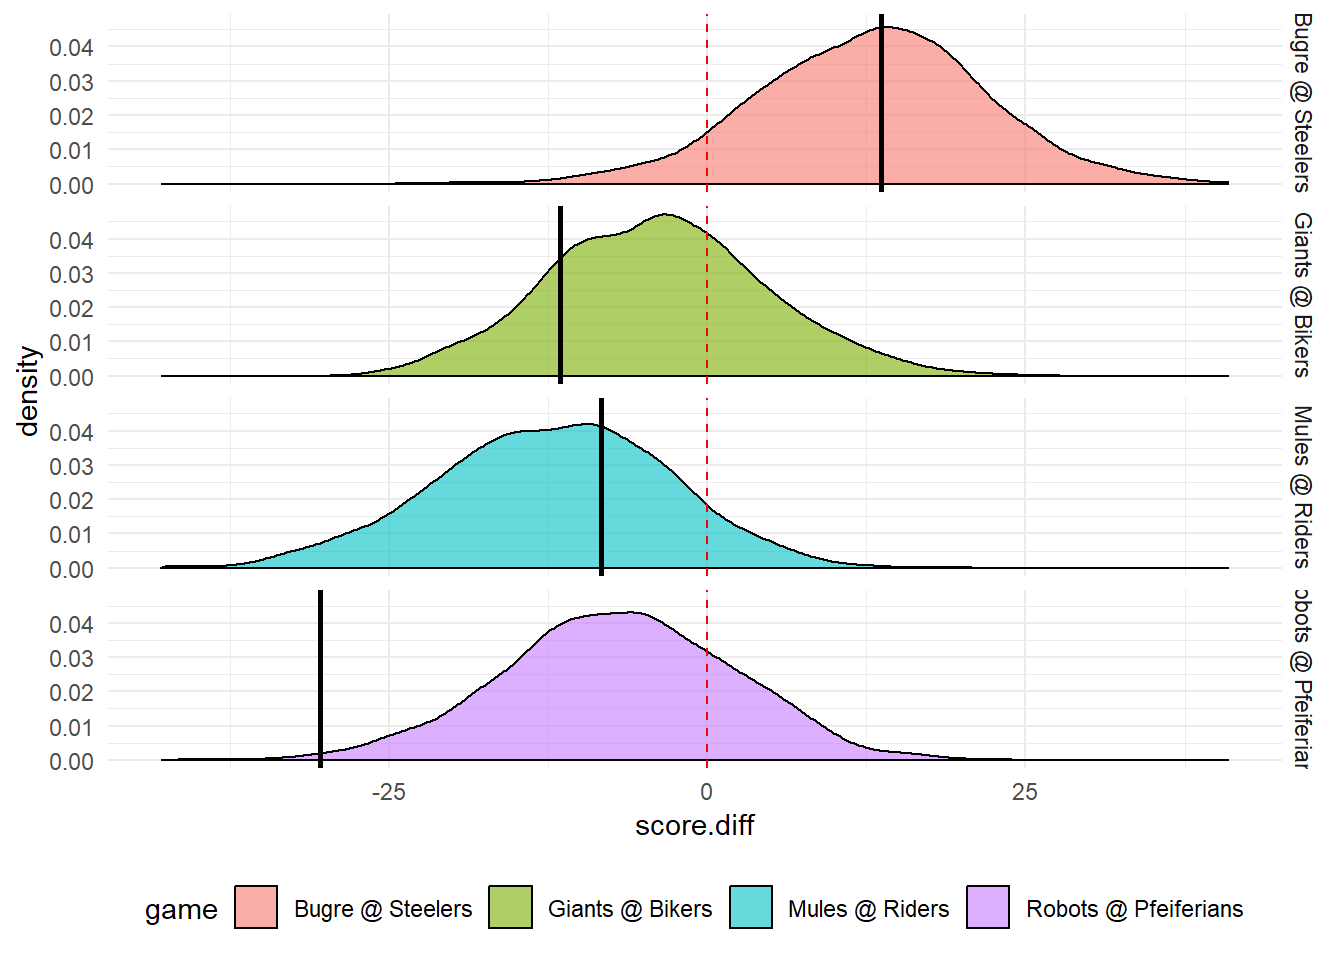 0.04
0.03
0.02
0.01
0.00
Bugre @ Steelers
0.04
0.03
0.02
0.01
0.00
Giants @ Bikers
density
0.04
0.03
0.02
0.01
0.00
Mules @ Riders
0.04
0.03
0.02
0.01
0.00
obots @ Pfeiferiar
-25 0 25
score.diff
game Bugre @ Steelers Giants @ Bikers Mules @ Riders Robots @ Pfeiferians